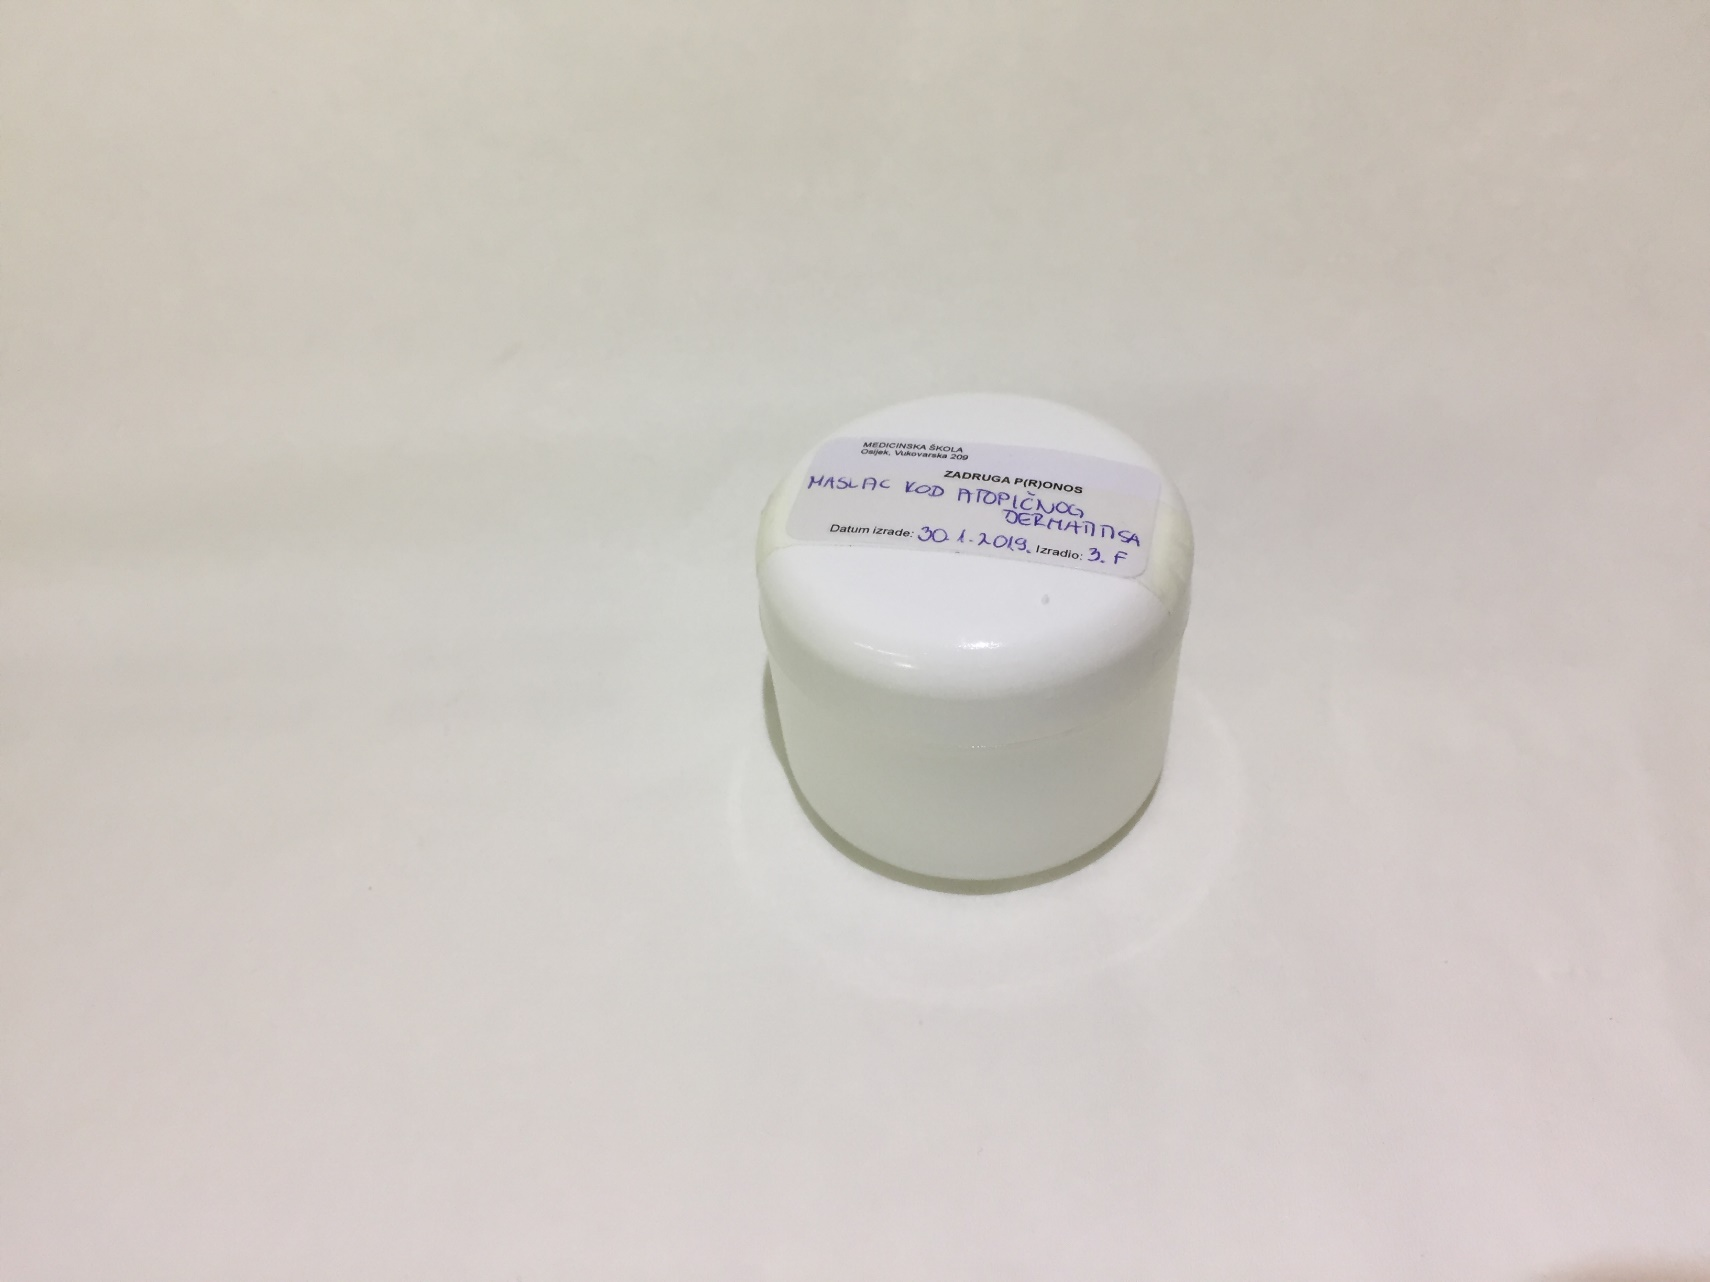 MEDICINSKA ŠKOLA
Osijek, Vukovarska 209
ZADRUGA P(R)ONOS
MASLAC KOD ATOPIČNOG
DERMATITISA
Datum izrade: 30.1.2019. Izradio: 3. F